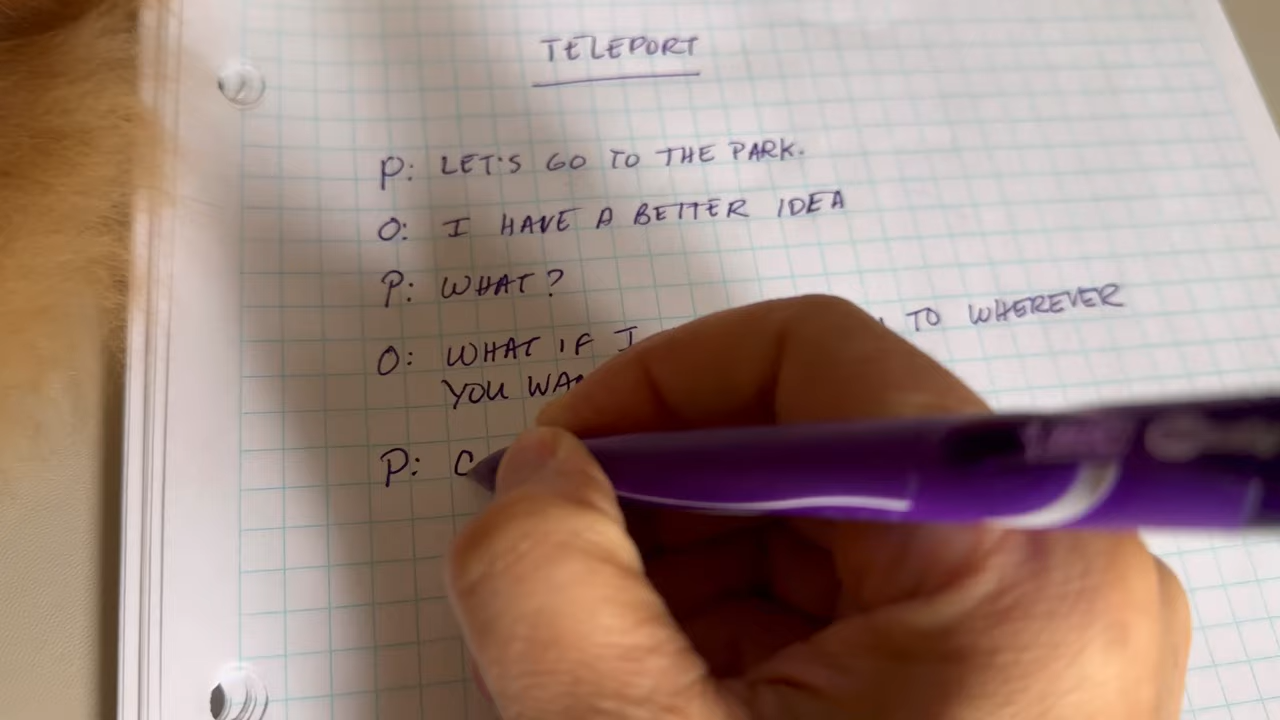 TELEPORT
P: LET'S GO TO THE PARK.
O: I HAVE A BETTER IDEA
P: WHAT?
O: WHAT IF I TO WHEREVER
YOU
P: C